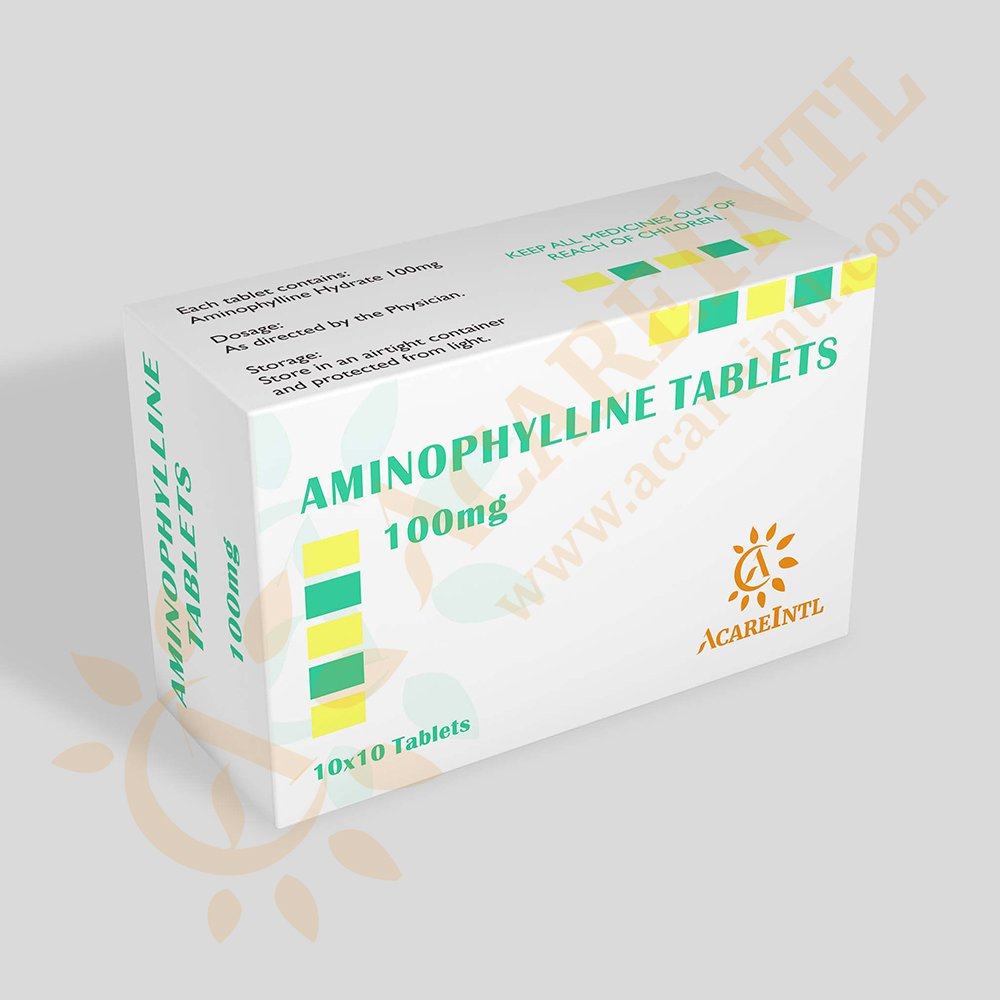 Each tablet contains:
Aminophylline Hydrate 100mg
Dosage:
As directed by the Physician.
Storage:
Store in an airtight container
and protected from light.
KEEP ALL MEDICINES OUT OF
REACH OF CHILDREN.
AMINOPHYLLINE
TABLETS
100mg
AMINOPHYLLINE TABLETS
100mg
10x10 Tablets
ACAREINTL
ACAREINTL
www.acareintl.com